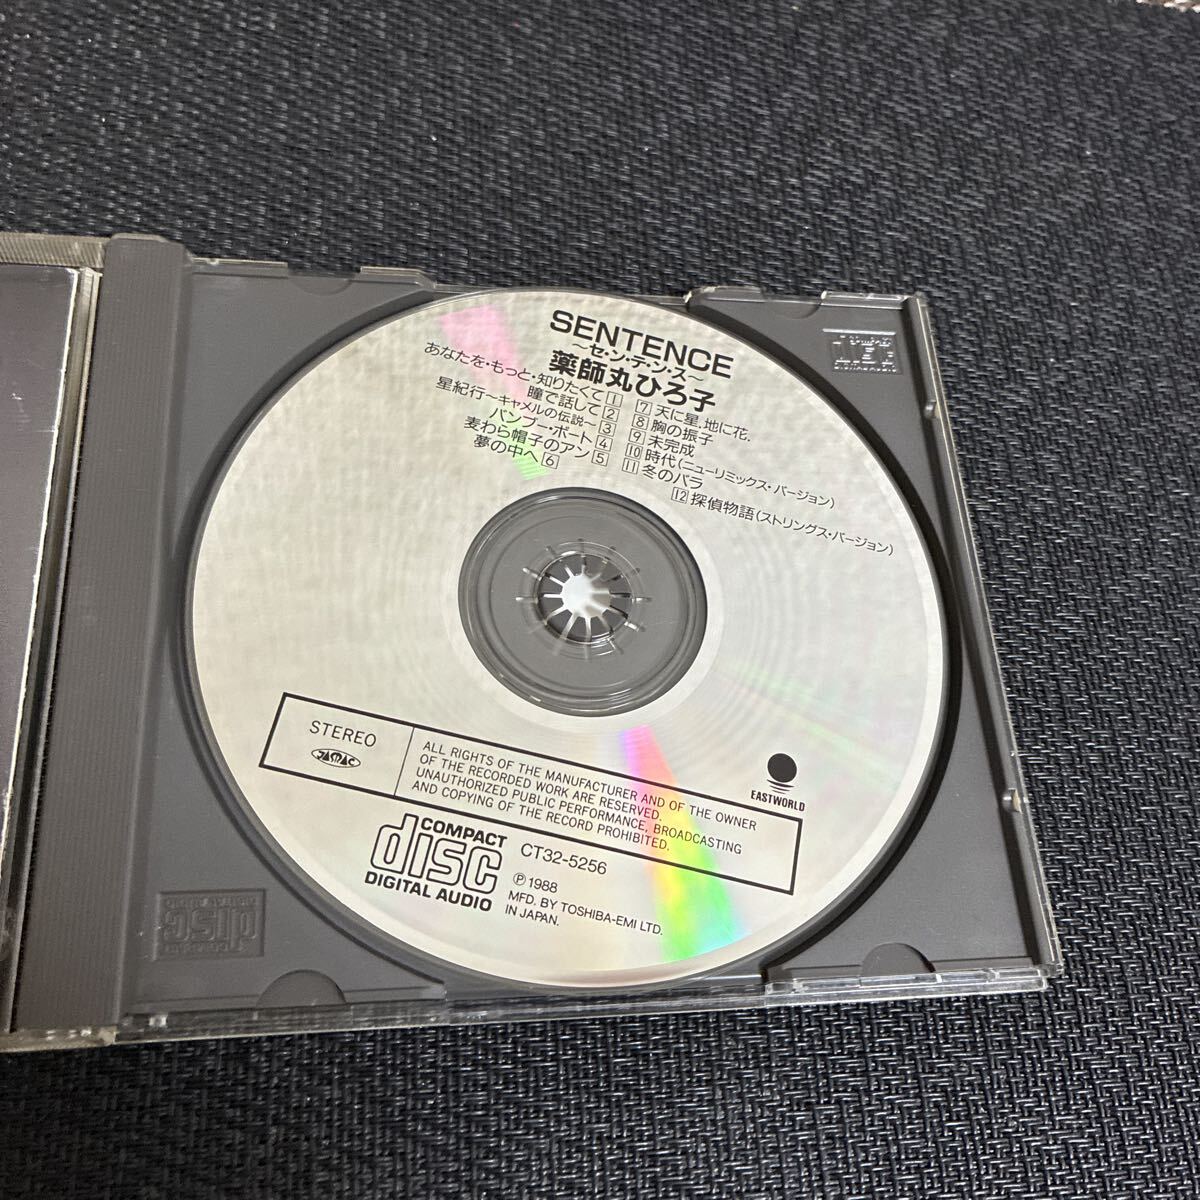 SENTENCE
~セ・ン・テ・ン・ス~
薬師丸ひろ子
あなたを・もっと・知りたくて 1
瞳で話して 2
星紀行~キャメルの伝説~ 3
バンブー・ボート 4
麦わら帽子のアン 5
夢の中へ 6
7 天に星.地に花.
8 胸の振子
9 未完成
10 時代(ニューリミックス・バージョン)
11 冬のバラ
12 探偵物語(ストリングス・バージョン)
STEREO
JASRAC
ALL RIGHTS OF THE MANUFACTURER AND OF THE OWNER
OF THE RECORDED WORK ARE RESERVED.
UNAUTHORIZED PUBLIC PERFORMANCE, BROADCASTING
AND COPYING OF THE RECORD PROHIBITED.
EASTWORLD
COMPACT
disc
DIGITAL AUDIO
CT32-5256
Ⓟ1988
MFD. BY TOSHIBA-EMI LTD.
IN JAPAN.
disc